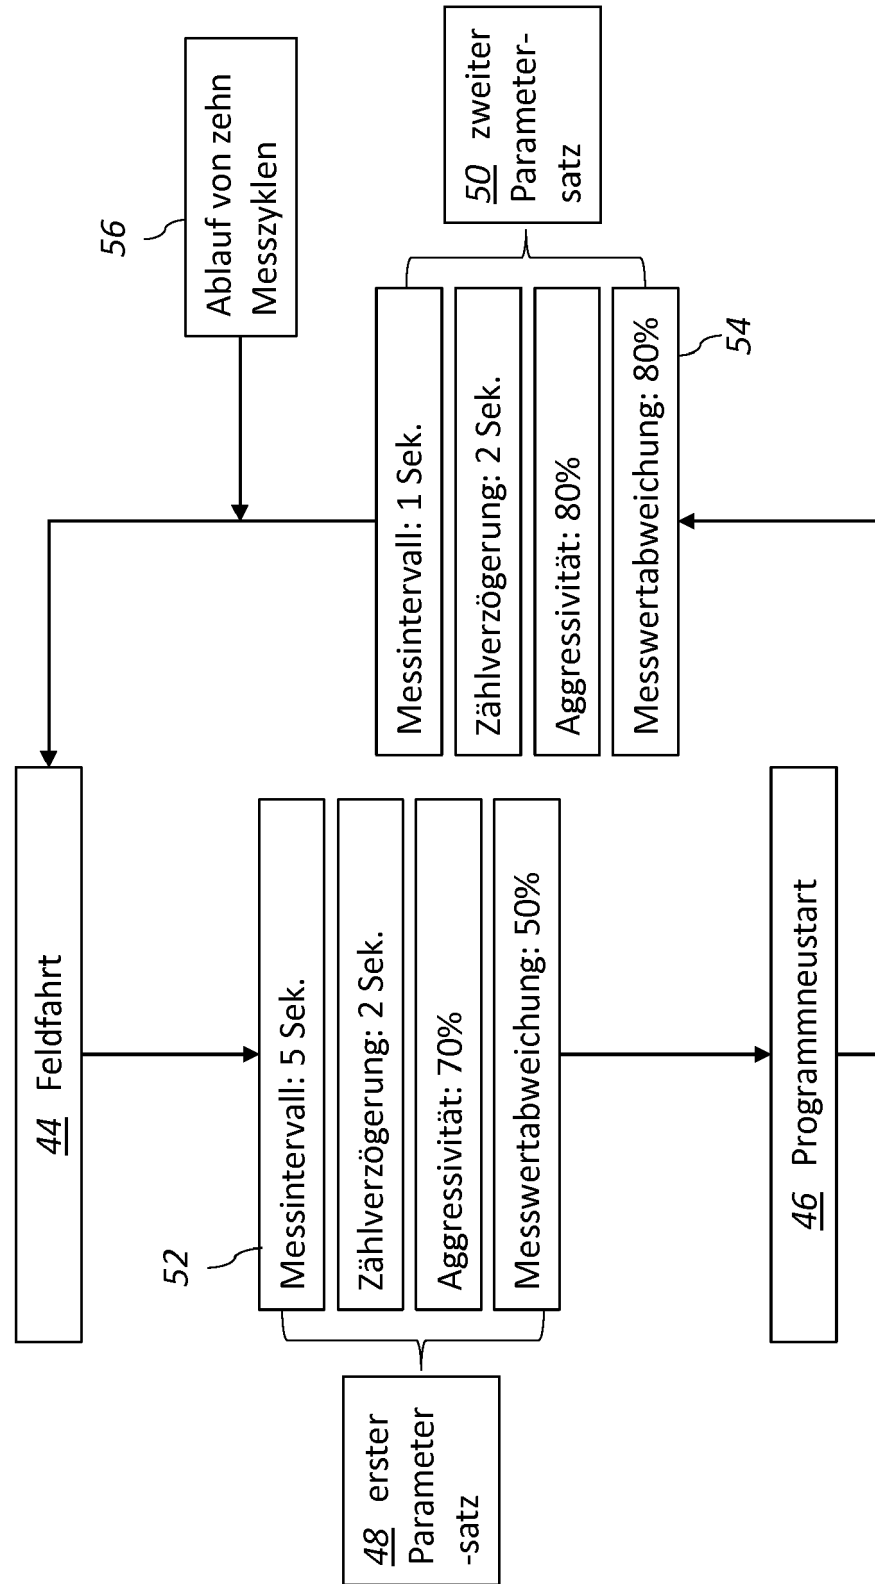 44 Feldfahrt
52
Messintervall: 5 Sek.
Zählverzögerung: 2 Sek.
Aggressivität: 70%
Messwertabweichung: 50%
48 erster
Parameter
-satz
46 Programmneustart
56
Ablauf von zehn
Messzyklen
Messintervall: 1 Sek.
Zählverzögerung: 2 Sek.
Aggressivität: 80%
Messwertabweichung: 80%
54
50 zweiter
Parameter-
satz